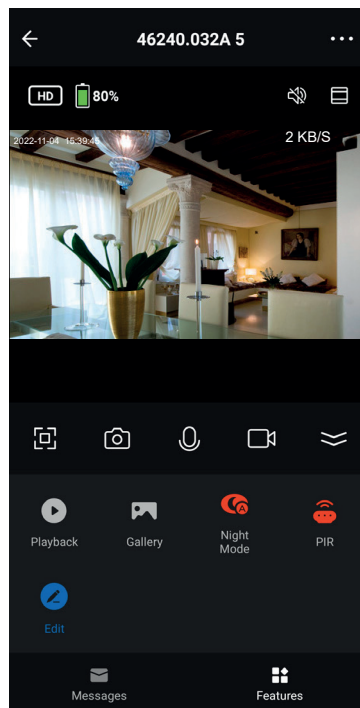 46240.032A 5
HD 80%
2022-11-04 15:39:45 2 KB/S
Playback Gallery Night Mode PIR
Edit
Messages Features